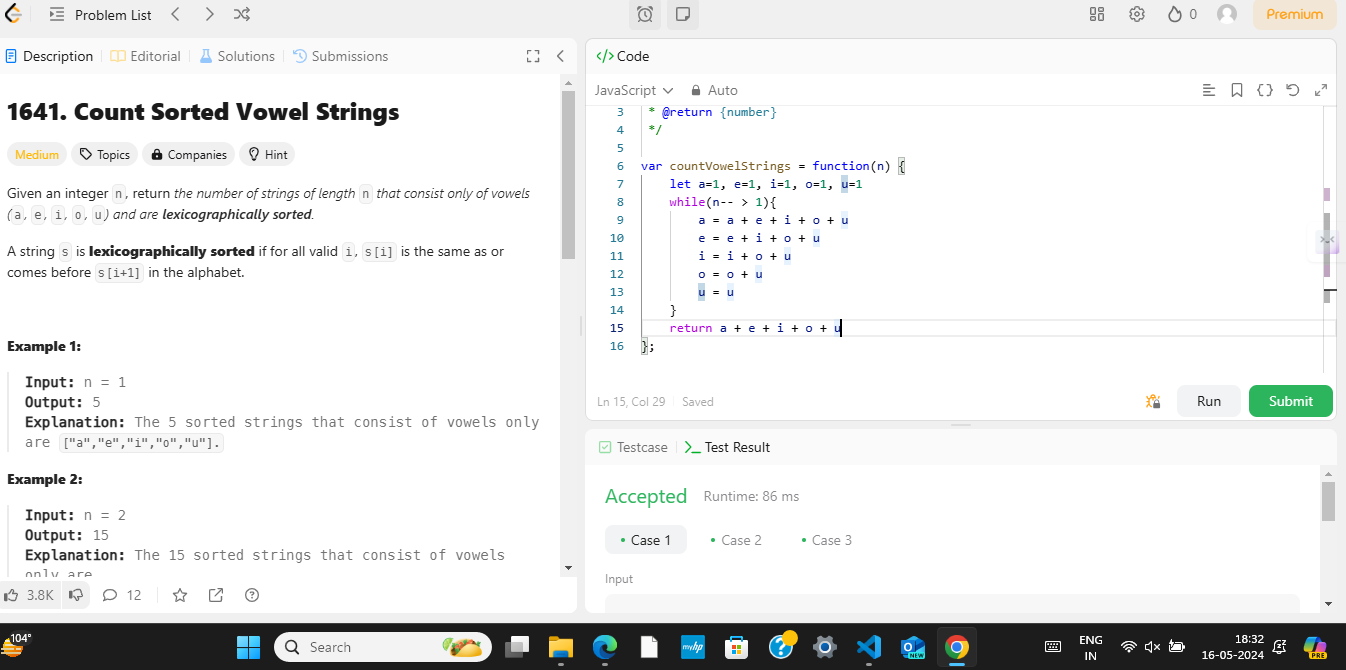 Problem List
0
Premium
Description
Editorial
Solutions
Submissions
1641. Count Sorted Vowel Strings
Medium
Topics
Companies
Hint
Given an integer n, return the number of strings of length n that consist only of vowels
(a, e, i, o, u) and are lexicographically sorted.
A string s is lexicographically sorted if for all valid i, s[i] is the same as or
comes before s[i+1] in the alphabet.
Example 1:
Input: n = 1
Output: 5
Explanation: The 5 sorted strings that consist of vowels only
are ["a","e","i","o","u"].
Example 2:
Input: n = 2
Output: 15
Explanation: The 15 sorted strings that consist of vowels
only are
3.8K
12
Code
JavaScript
Auto
3 * @return {number}
4 */
5
6 var countVowelStrings = function(n) {
7 let a=1, e=1, i=1, o=1, u=1
8 while(n-- > 1){
9 a = a + e + i + o + u
10 e = e + i + o + u
11 i = i + o + u
12 o = o + u
13 u = u
14 }
15 return a + e + i + o + u
16 };
Ln 15, Col 29
Saved
Run
Submit
Testcase
Test Result
Accepted
Runtime: 86 ms
Case 1
Case 2
Case 3
Input
104°
Search
myhp
NEW
ENG
IN
18:32
16-05-2024
PRE